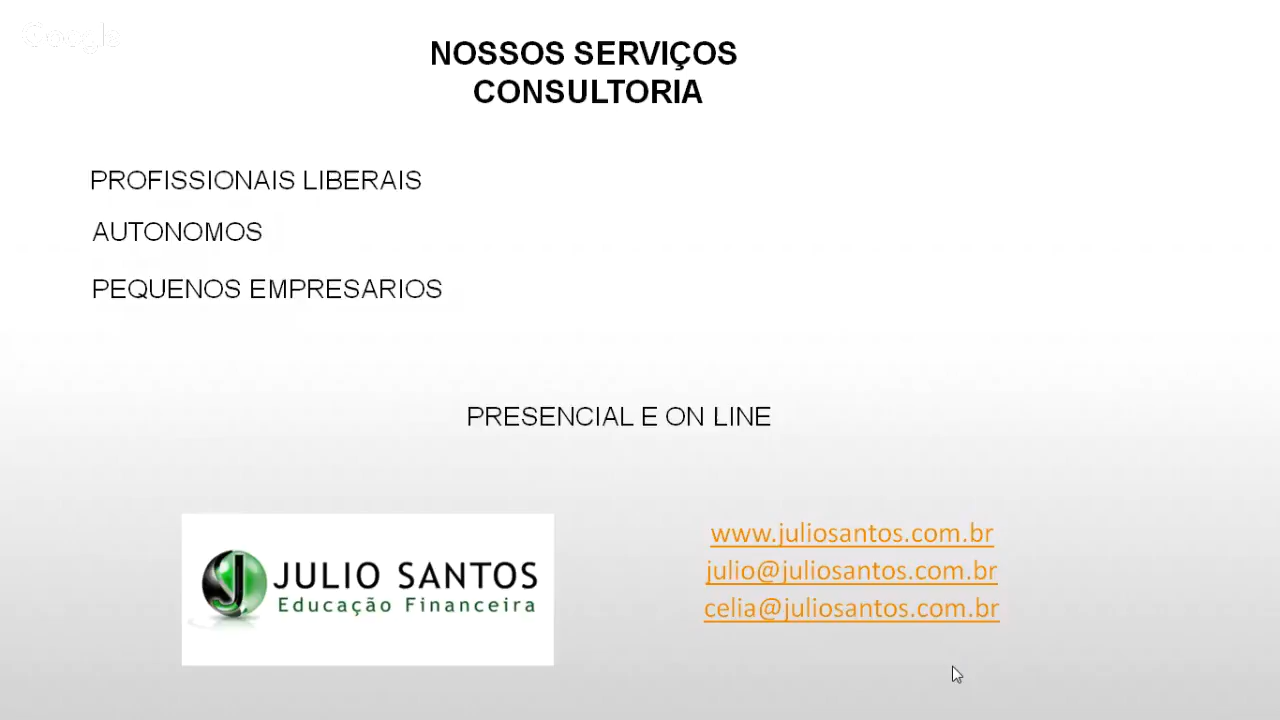 Google
NOSSOS SERVIÇOS
CONSULTORIA
PROFISSIONAIS LIBERAIS
AUTONOMOS
PEQUENOS EMPRESARIOS
PRESENCIAL E ON LINE
JULIO SANTOS
Educação Financeira
www.juliosantos.com.br
julio@juliosantos.com.br
celia@juliosantos.com.br